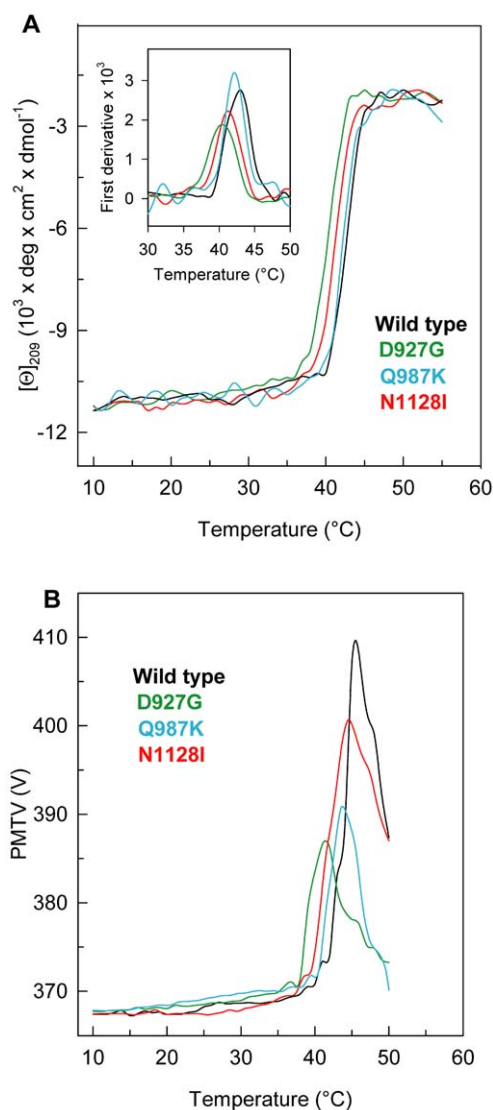 A
First derivative x 10³
3
2
1
0
30 35 40 45 50
Temperature (°C)
[Θ]₂₀₉ (10³ x deg x cm² x dmol⁻¹)
-3
-6
-9
-12
Wild type
D927G
Q987K
N1128I
10 20 30 40 50 60
Temperature (°C)
B
PMTV (V)
410
400
390
380
370
Wild type
D927G
Q987K
N1128I
10 20 30 40 50 60
Temperature (°C)